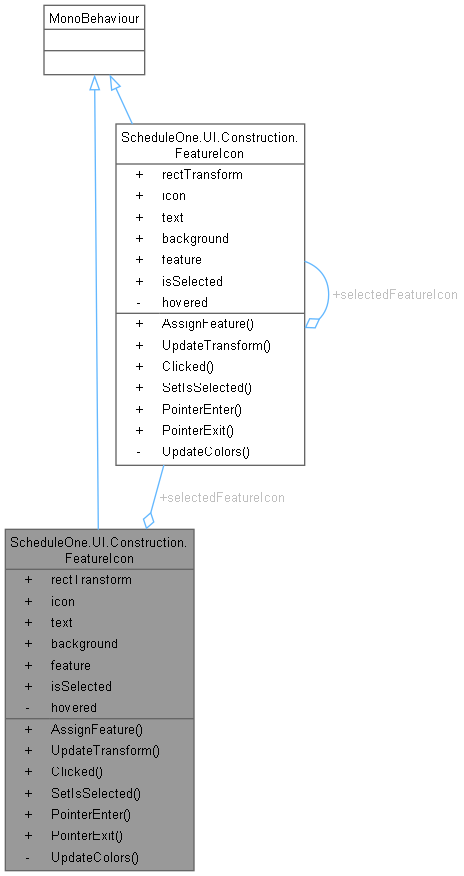 MonoBehaviour
ScheduleOne.UI.Construction.
FeatureIcon
+ rectTransform
+ icon
+ text
+ background
+ feature
+ isSelected
- hovered
+ AssignFeature()
+ UpdateTransform()
+ Clicked()
+ SetIsSelected()
+ PointerEnter()
+ PointerExit()
- UpdateColors()
+selectedFeatureIcon
+selectedFeatureIcon
ScheduleOne.UI.Construction.
FeatureIcon
+ rectTransform
+ icon
+ text
+ background
+ feature
+ isSelected
- hovered
+ AssignFeature()
+ UpdateTransform()
+ Clicked()
+ SetIsSelected()
+ PointerEnter()
+ PointerExit()
- UpdateColors()